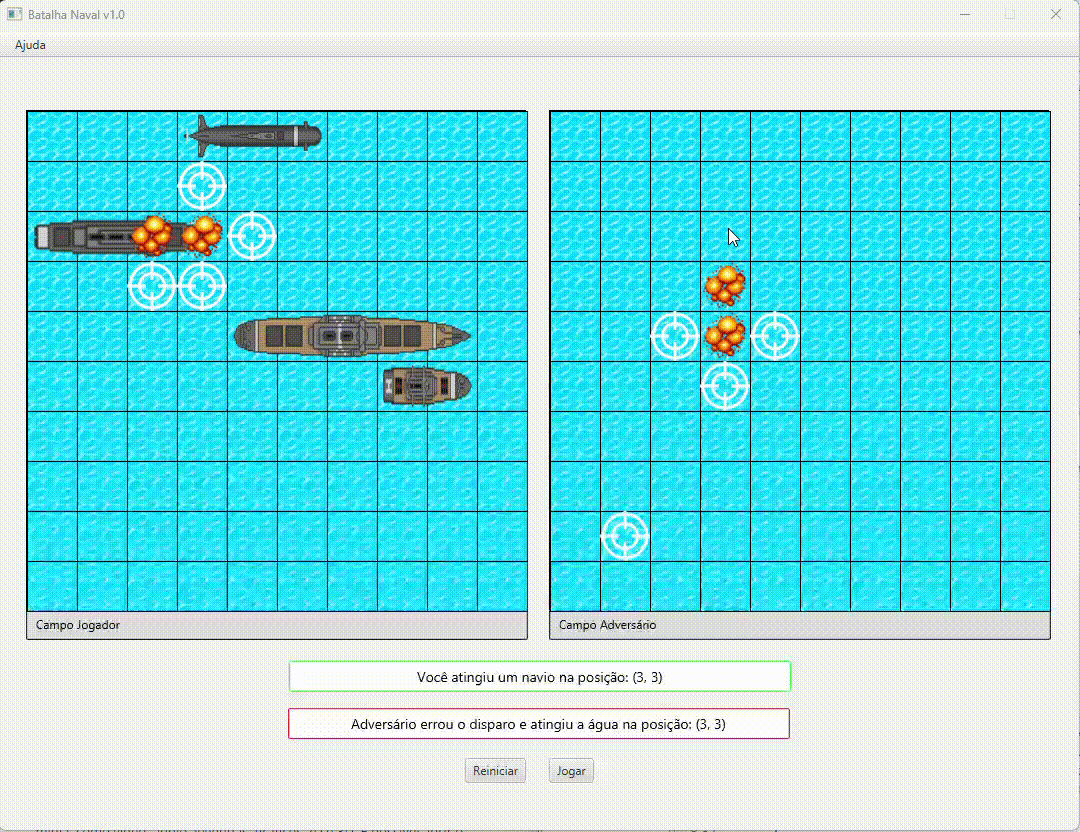 Batalha Naval v1.0
Ajuda
Campo Jogador
Campo Adversário
Você atingiu um navio na posição: (3, 3)
Adversário errou o disparo e atingiu a água na posição: (3, 3)
Reiniciar
Jogar